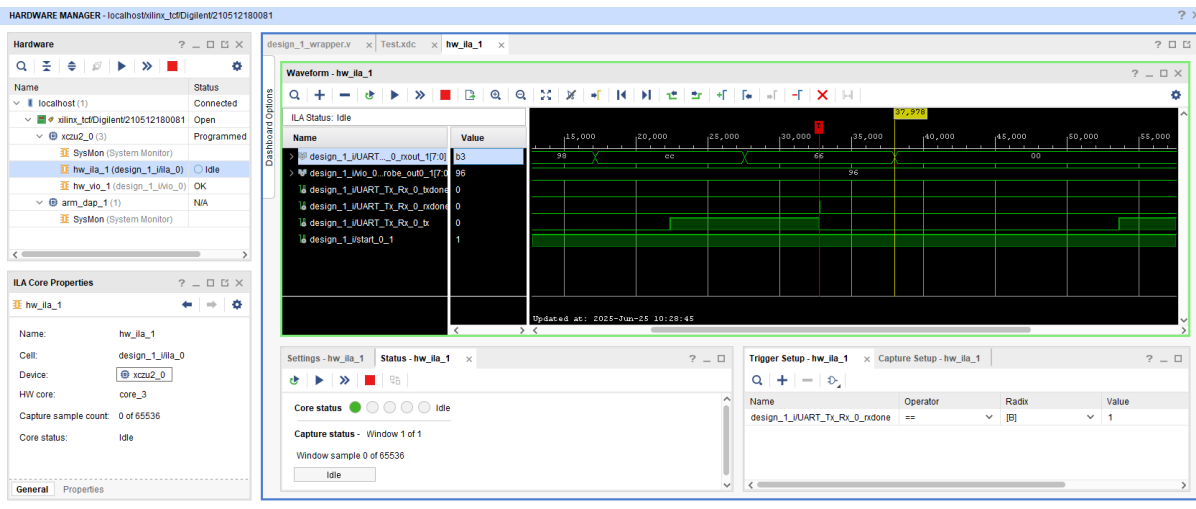 HARDWARE MANAGER - localhost/xilinx_tcf/Digilent/210512180081
Hardware
Name Status
localhost (1) Connected
xilinx_tcf/Digilent/210512180081 Open
xczu2_0 (3) Programmed
SysMon (System Monitor)
hw_ila_1 (design_1_i/ila_0) Idle
hw_vio_1 (design_1_i/vio_0) OK
arm_dap_1 (1) N/A
SysMon (System Monitor)
ILA Core Properties
hw_ila_1
Name: hw_ila_1
Cell: design_1_i/ila_0
Device: xczu2_0
HW core: core_3
Capture sample count: 0 of 65536
Core status: Idle
General Properties
design_1_wrapper.v Test.xdc hw_ila_1
Dashboard Options
Waveform - hw_ila_1
ILA Status: Idle
37,978
Name Value
15,000 20,000 25,000 30,000 35,000 40,000 45,000 50,000 55,000
design_1_i/UART..._0_rxout_1[7:0] b3 98 cc 66 00
design_1_i/vio_0...robe_out0_1[7:0 96 96
design_1_i/UART_Tx_Rx_0_txdone 0
design_1_i/UART_Tx_Rx_0_rxdone 0
design_1_i/UART_Tx_Rx_0_tx 0
design_1_i/start_0_1 1
Updated at: 2025-Jun-25 10:28:45
Settings - hw_ila_1 Status - hw_ila_1
Core status Idle
Capture status - Window 1 of 1
Window sample 0 of 65536
Idle
Trigger Setup - hw_ila_1 Capture Setup - hw_ila_1
Name Operator Radix Value
design_1_i/UART_Tx_Rx_0_rxdone == [B] 1